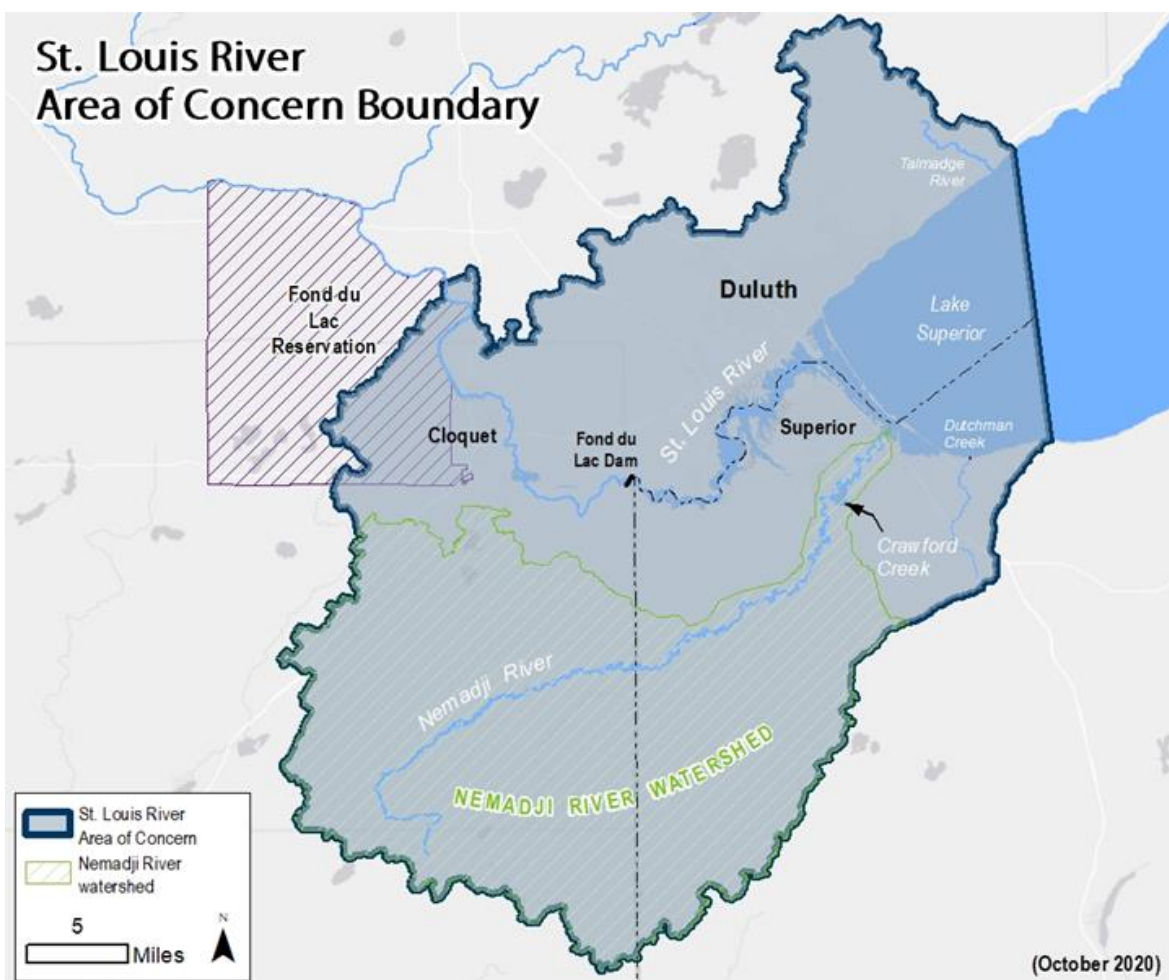 St. Louis River
Area of Concern Boundary
Talmadge
River
Fond du
Lac
Reservation
Duluth
Lake
Superior
St. Louis River
Cloquet
Fond du
Lac Dam
Superior
Dutchman
Creek
Crawford
Creek
Nemadji River
NEMADJI RIVER WATERSHED
St. Louis River
Area of Concern
Nemadji River
watershed
5
Miles
N
(October 2020)